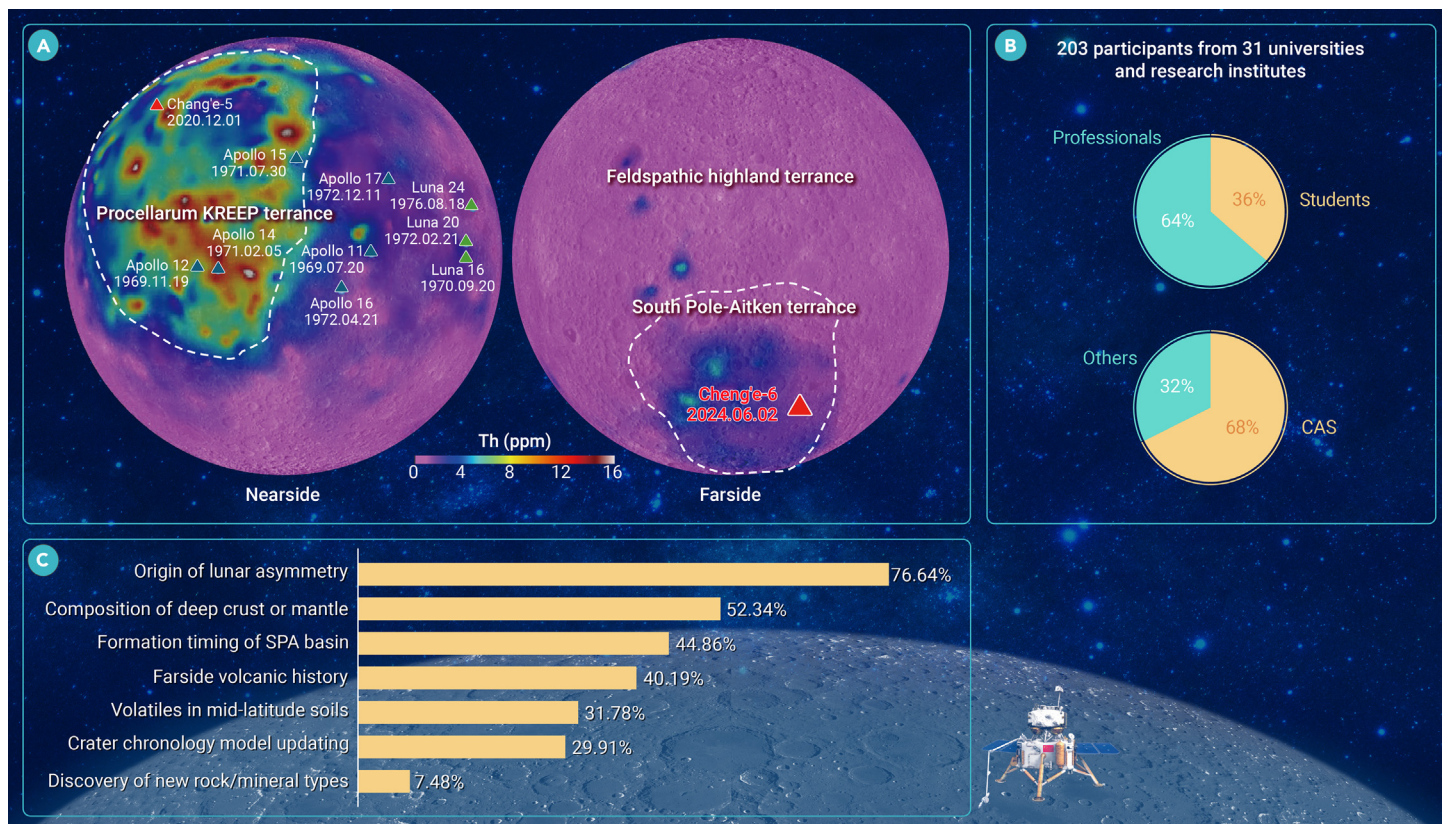 A
Chang'e-5
2020.12.01
Apollo 15
1971.07.30
Apollo 17
1972.12.11
Luna 24
1976.08.18
Procellarum KREEP terrance
Luna 20
1972.02.21
Apollo 14
1971.02.05
Apollo 11
1969.07.20
Apollo 12
1969.11.19
Luna 16
1970.09.20
Apollo 16
1972.04.21
Nearside
Feldspathic highland terrance
South Pole-Aitken terrance
Cheng'e-6
2024.06.02
Th (ppm)
0 4 8 12 16
Farside
B
203 participants from 31 universities
and research institutes
Professionals
64%
36%
Students
Others
32%
68%
CAS
C
Origin of lunar asymmetry 76.64%
Composition of deep crust or mantle 52.34%
Formation timing of SPA basin 44.86%
Farside volcanic history 40.19%
Volatiles in mid-latitude soils 31.78%
Crater chronology model updating 29.91%
Discovery of new rock/mineral types 7.48%